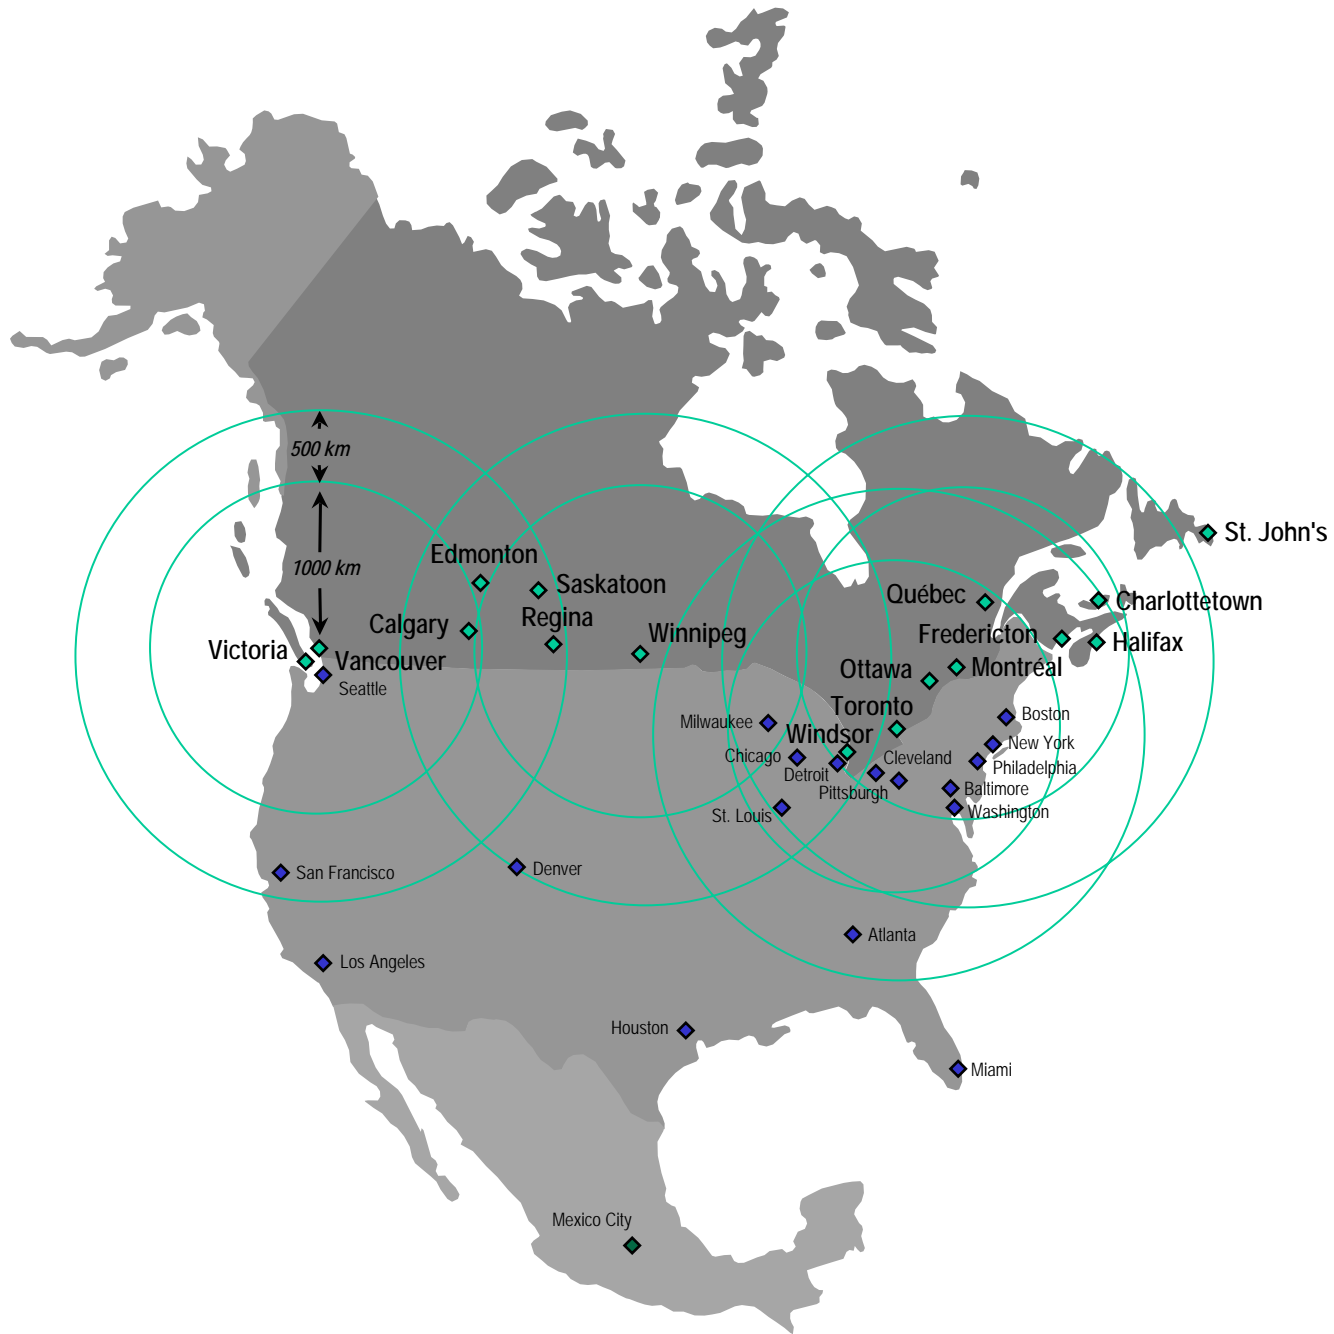 500 km
St. John's
Edmonton
1000 km
Saskatoon
Québec
Charlottetown
Regina
Calgary
Winnipeg
Fredericton
Halifax
Victoria
Vancouver
Ottawa
Montréal
Seattle
Toronto
Milwaukee
Boston
Windsor
New York
Chicago
Cleveland
Detroit
Philadelphia
Pittsburgh
Baltimore
St. Louis
Washington
San Francisco
Denver
Atlanta
Los Angeles
Houston
Miami
Mexico City